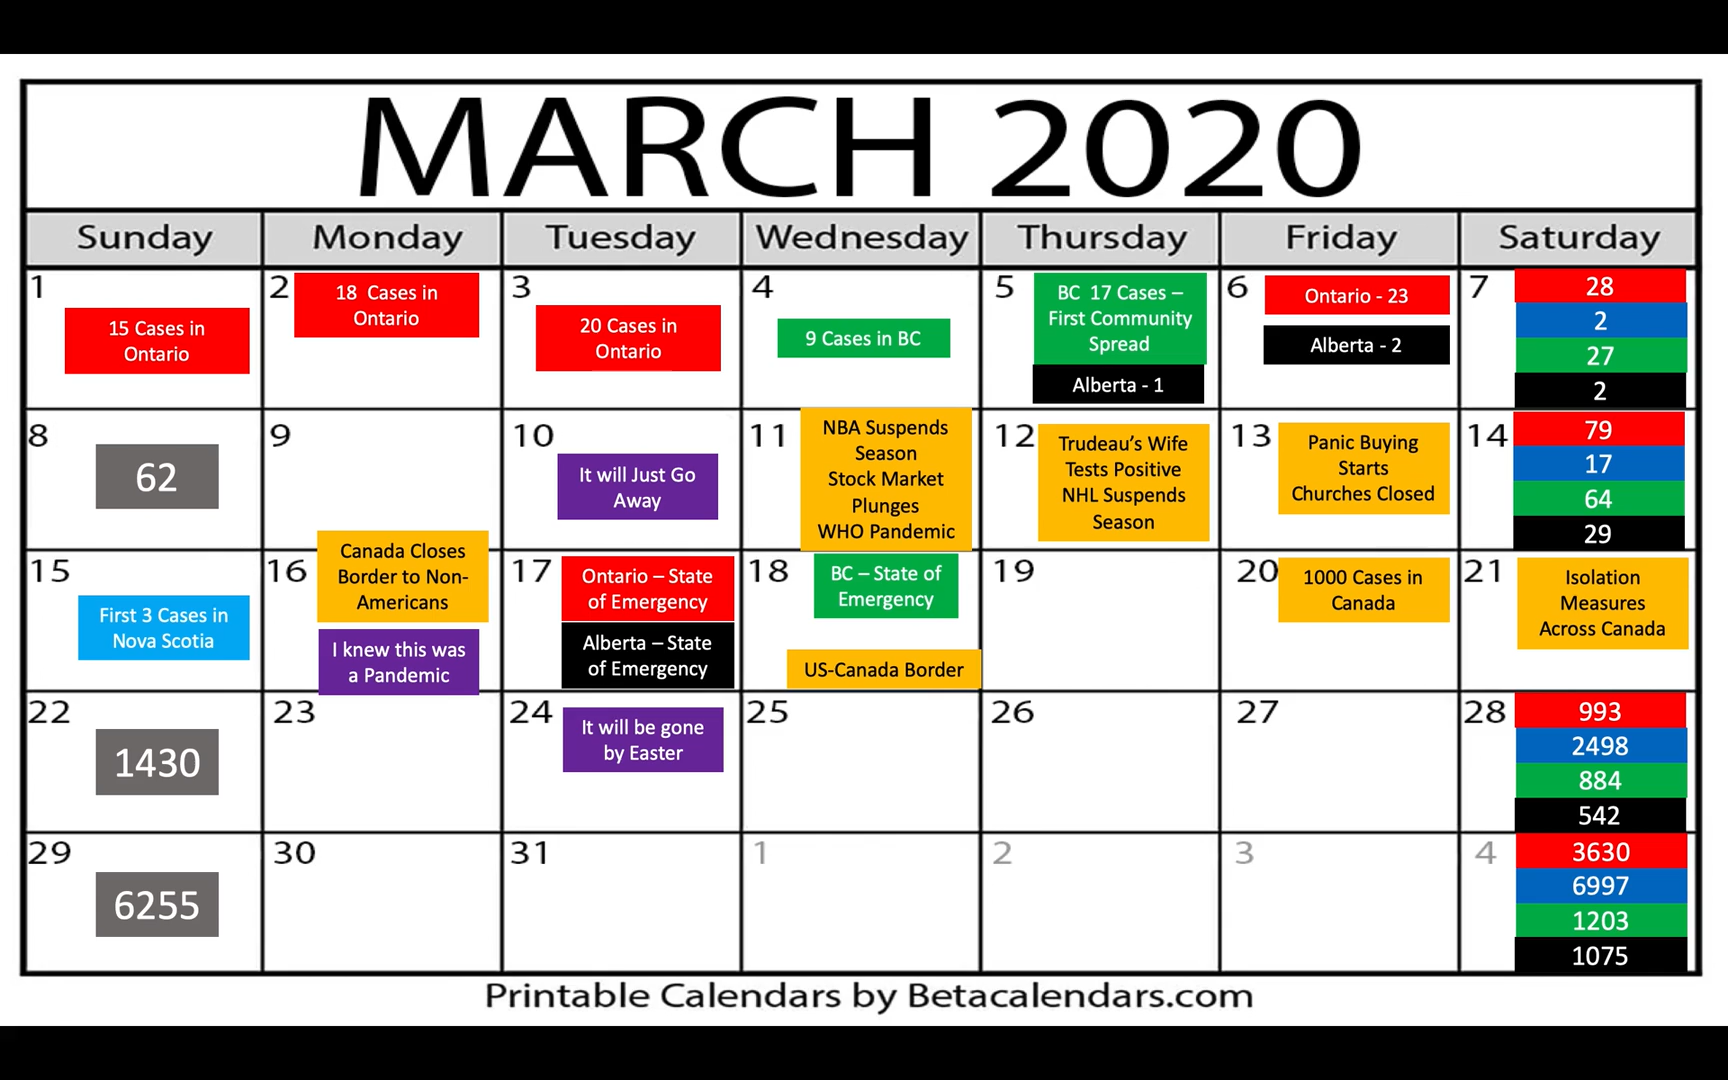 MARCH 2020
Sunday Monday Tuesday Wednesday Thursday Friday Saturday
1
15 Cases in
Ontario
2
18 Cases in
Ontario
3
20 Cases in
Ontario
4
9 Cases in BC
5
BC 17 Cases –
First Community
Spread
Alberta - 1
6
Ontario - 23
Alberta - 2
7
28
2
27
2
8
62
9
10
It will Just Go
Away
11
NBA Suspends
Season
Stock Market
Plunges
WHO Pandemic
12
Trudeau’s Wife
Tests Positive
NHL Suspends
Season
13
Panic Buying
Starts
Churches Closed
14
79
17
64
29
15
First 3 Cases in
Nova Scotia
16
Canada Closes
Border to Non-
Americans
I knew this was
a Pandemic
17
Ontario – State
of Emergency
Alberta – State
of Emergency
18
BC – State of
Emergency
US-Canada Border
19
20
1000 Cases in
Canada
21
Isolation
Measures
Across Canada
22
1430
23
24
It will be gone
by Easter
25
26
27
28
993
2498
884
542
29
6255
30
31
1
2
3
4
3630
6997
1203
1075
Printable Calendars by Betacalendars.com